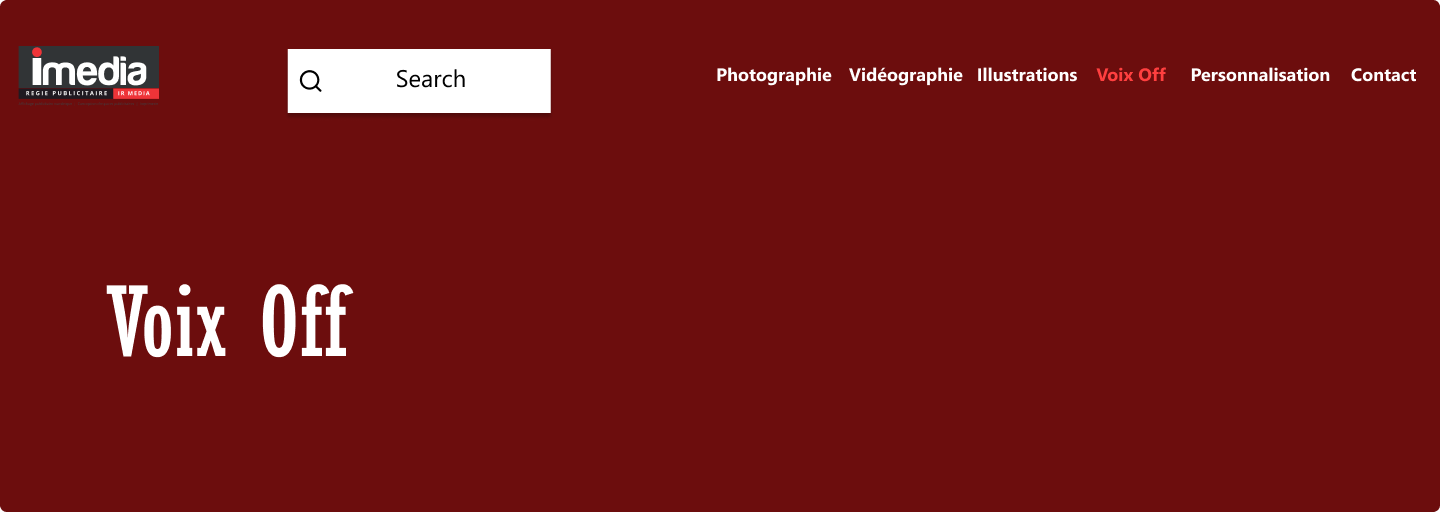 imedia
REGIE PUBLICITAIRE IR MEDIA
Search
Photographie Vidéographie Illustrations Voix Off Personnalisation Contact
Voix Off